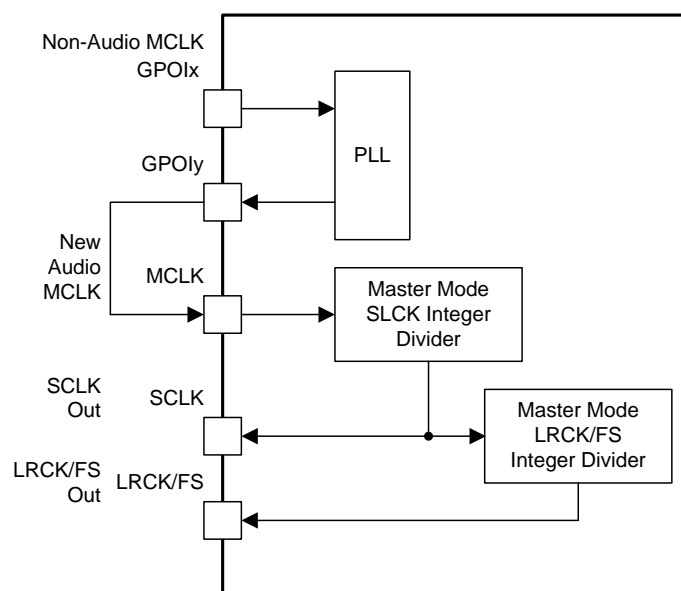 Non-Audio MCLK
GPOIx
PLL
GPOIy
New
Audio
MCLK
MCLK
Master Mode
SLCK Integer
Divider
SCLK
Out
SCLK
Master Mode
LRCK/FS
Integer Divider
LRCK/FS
Out
LRCK/FS